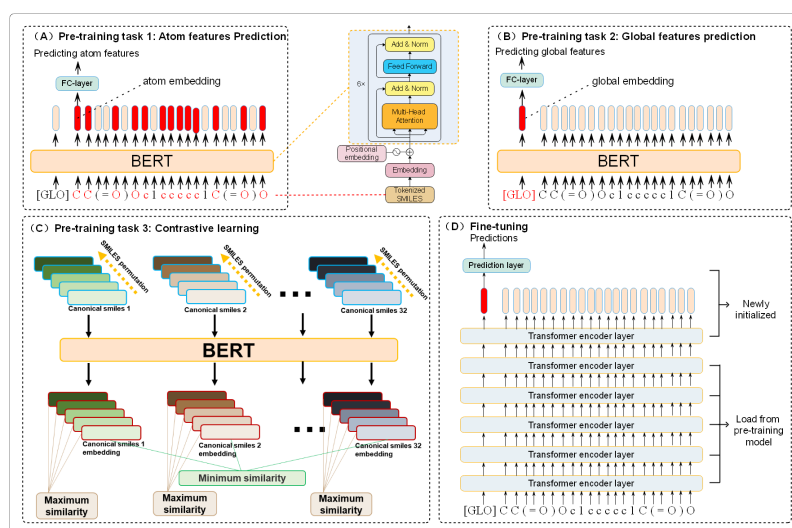 (A) Pre-training task 1: Atom features Prediction
Predicting atom features
FC-layer
atom embedding
BERT
[GLO] C C ( = O ) O c 1 c c c c c 1 C ( = O ) O
6×
Add & Norm
Feed Forward
Add & Norm
Multi-Head
Attention
Positional
embedding
Embedding
Tokenized
SMILES
(B) Pre-training task 2: Global features prediction
Predicting global features
FC-layer
global embedding
BERT
[GLO] C C ( = O ) O c 1 c c c c c 1 C ( = O ) O
(C) Pre-training task 3: Contrastive learning
SMILES permutation
SMILES permutation
SMILES permutation
Canonical smiles 1
Canonical smiles 2
Canonical smiles 32
BERT
Canonical smiles 1
embedding
Canonical smiles 2
embedding
Canonical smiles 32
embedding
Minimum similarity
Maximum
similarity
Maximum
similarity
Maximum
similarity
(D) Fine-tuning
Predictions
Prediction layer
Newly
initialized
Transformer encoder layer
Transformer encoder layer
Transformer encoder layer
Transformer encoder layer
Transformer encoder layer
Transformer encoder layer
Load from
pre-training
model
[GLO] C C ( = O ) O c 1 c c c c c 1 C ( = O ) O